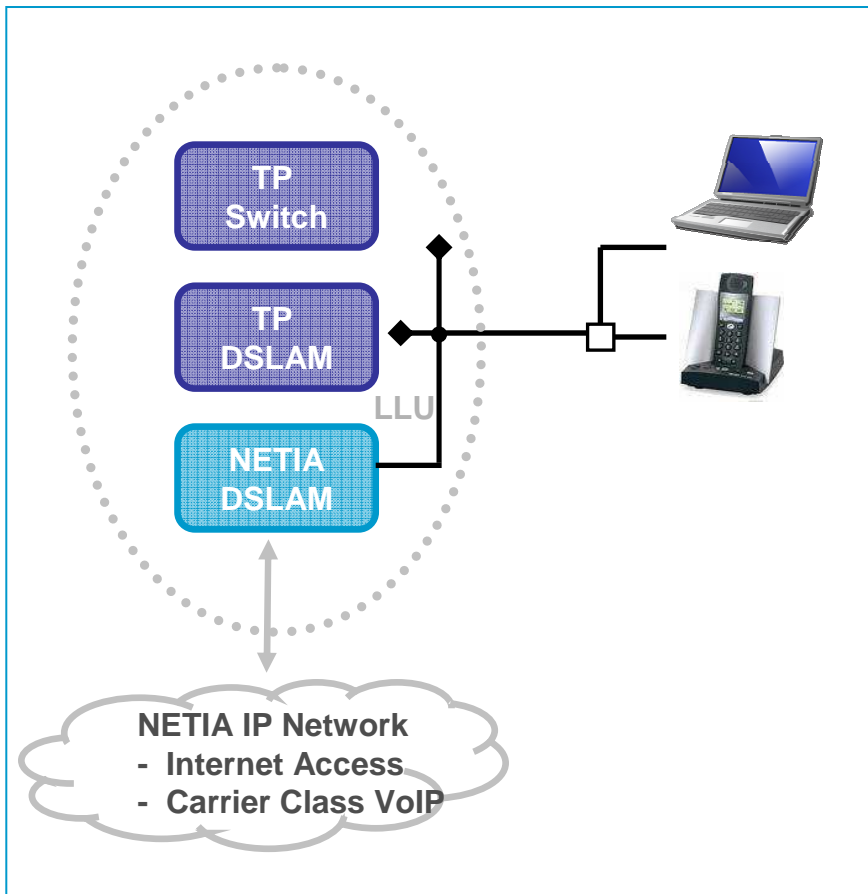 TP
Switch
TP
DSLAM
LLU
NETIA
DSLAM
NETIA IP Network
- Internet Access
- Carrier Class VoIP